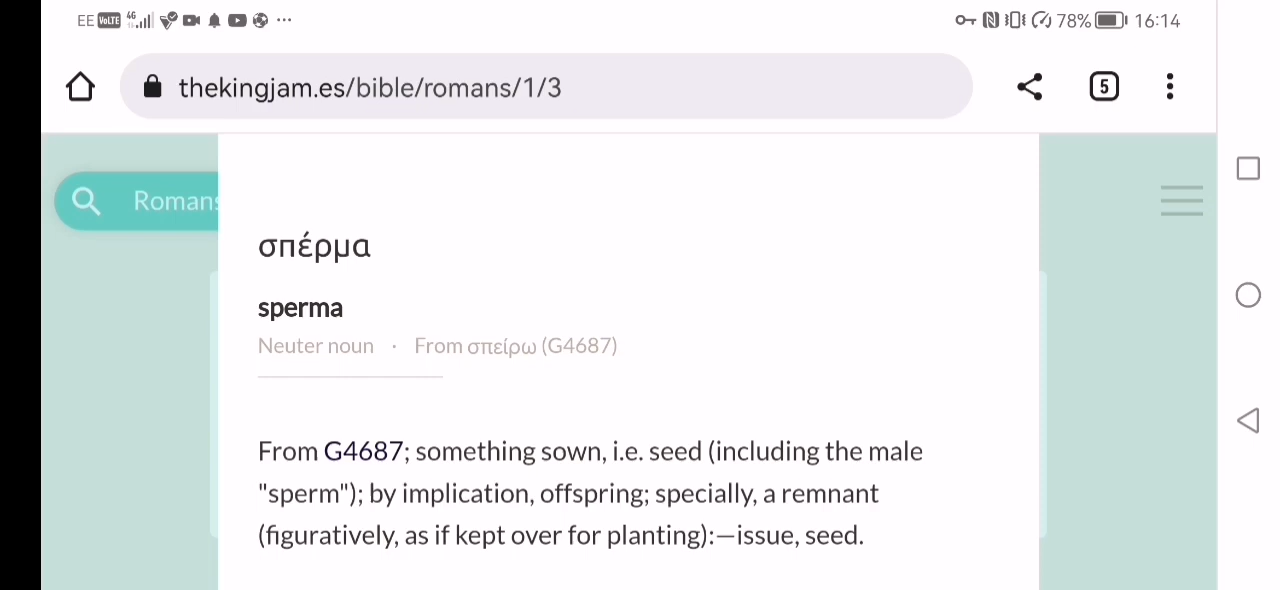 EE VoLTE 4G 78% 16:14
thekingjam.es/bible/romans/1/3 5
Romans
σπέρμα
sperma
Neuter noun · From σπείρω (G4687)
From G4687; something sown, i.e. seed (including the male
"sperm"); by implication, offspring; specially, a remnant
(figuratively, as if kept over for planting):—issue, seed.